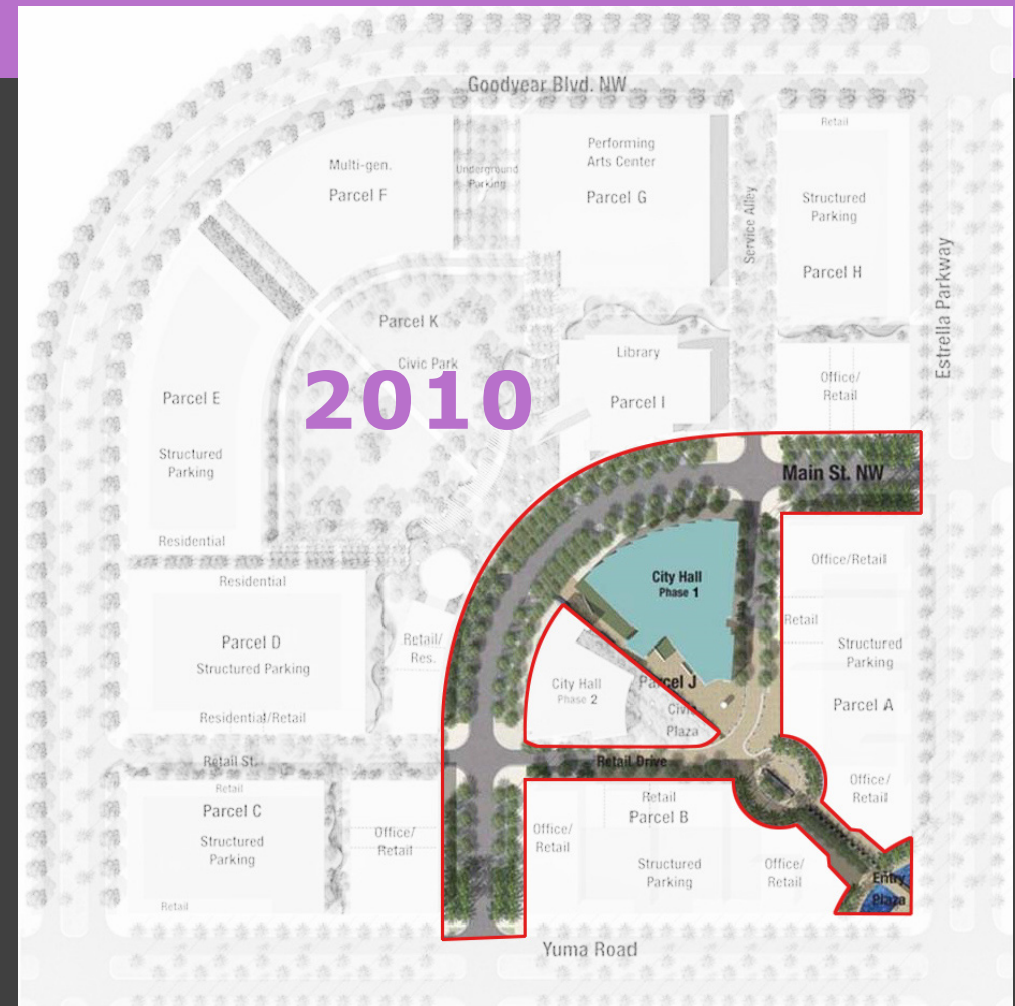 Goodyear Blvd. NW
Retail
Performing
Arts Center
Parcel G
Multi-gen.
Parcel F
Underground
Parking
Service Alley
Structured
Parking
Parcel H
Estrella Parkway
Parcel K
Civic Park
2010
Library
Parcel I
Office/
Retail
Parcel E
Structured
Parking
Residential
Main St. NW
Office/Retail
City Hall
Phase 1
Residential
Parcel D
Structured Parking
Residential/Retail
Retail/
Res.
City Hall
Phase 2
Parcel J
Civic
Plaza
Retail
Structured
Parking
Parcel A
Retail St.
Retail Drive
Retail
Parcel C
Structured
Parking
Retail
Office/
Retail
Office/
Retail
Retail
Parcel B
Structured
Parking
Office/
Retail
Office/
Retail
Entry
Plaza
Yuma Road